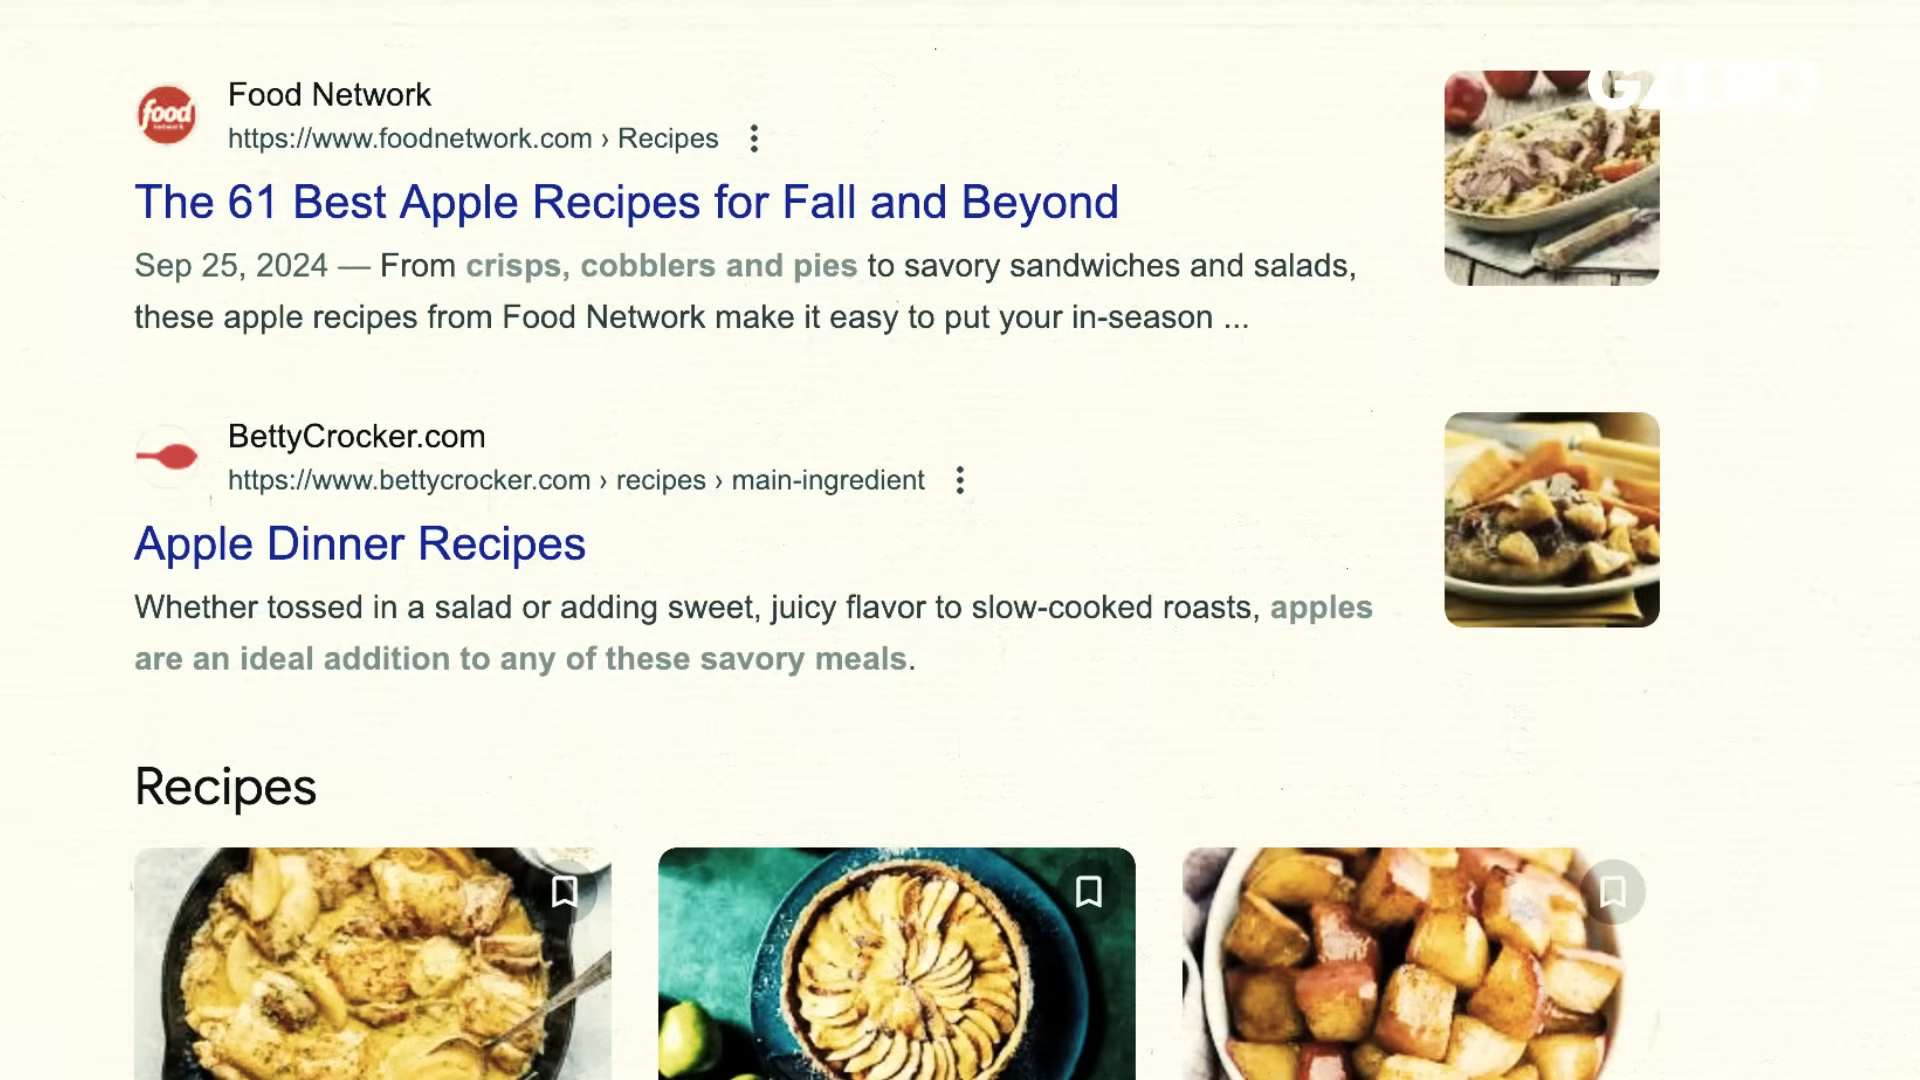 GZERO
Food Network
food
network
https://www.foodnetwork.com › Recipes
The 61 Best Apple Recipes for Fall and Beyond
Sep 25, 2024 — From crisps, cobblers and pies to savory sandwiches and salads,
these apple recipes from Food Network make it easy to put your in-season ...
BettyCrocker.com
https://www.bettycrocker.com › recipes › main-ingredient
Apple Dinner Recipes
Whether tossed in a salad or adding sweet, juicy flavor to slow-cooked roasts, apples
are an ideal addition to any of these savory meals.
Recipes